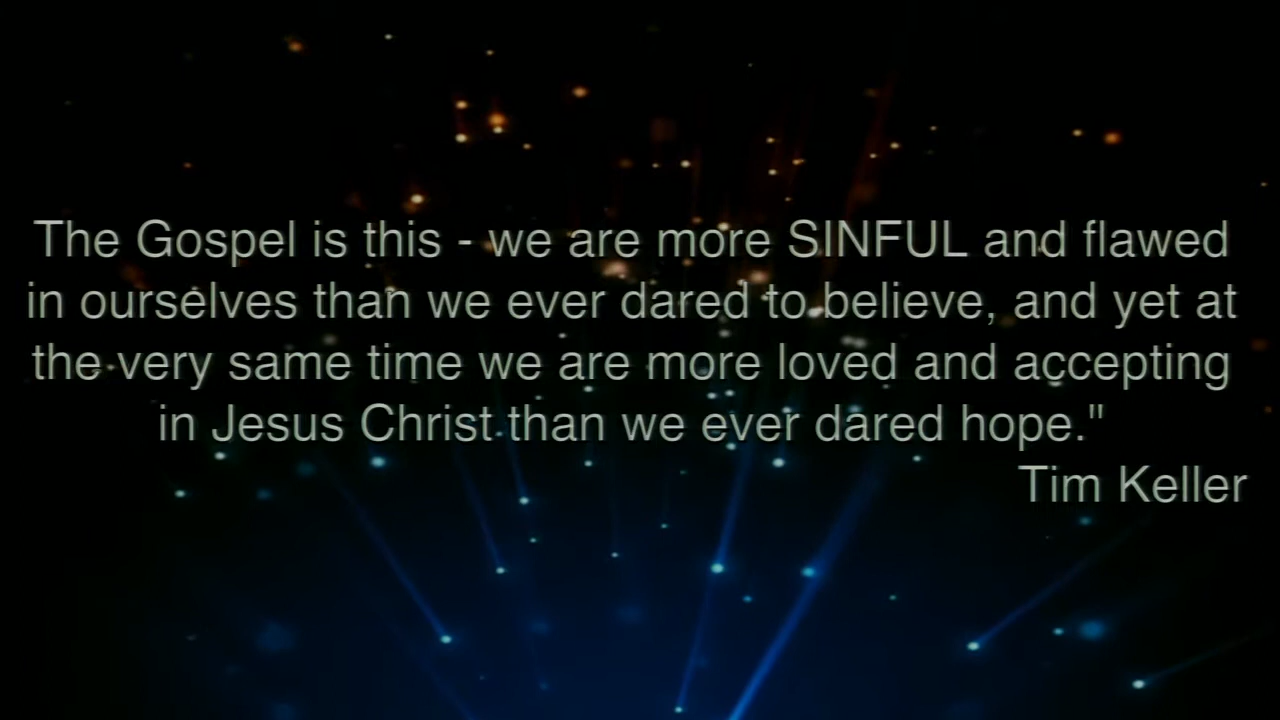 The Gospel is this - we are more SINFUL and flawed
in ourselves than we ever dared to believe, and yet at
the very same time we are more loved and accepting
in Jesus Christ than we ever dared hope."
Tim Keller